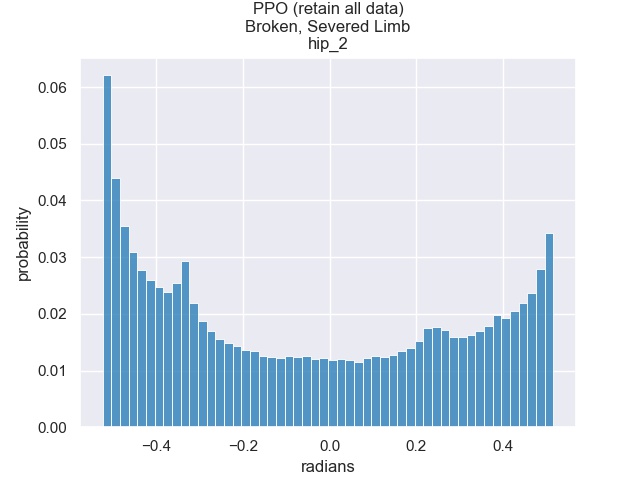 PPO (retain all data)
Broken, Severed Limb
hip_2
0.06
0.05
0.04
0.03
0.02
0.01
0.00
probability
−0.4 −0.2 0.0 0.2 0.4
radians